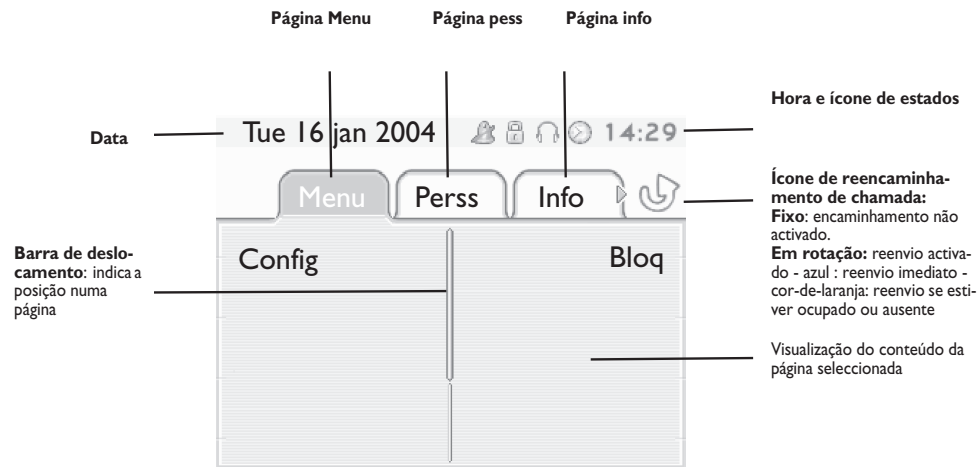 Página Menu
Página pess
Página info
Hora e ícone de estados
Data
Tue 16 jan 2004
14:29
Ícone de reencaminha-
mento de chamada:
Fixo: encaminhamento não
activado.
Em rotação: reenvio activa-
do - azul : reenvio imediato -
cor-de-laranja: reenvio se esti-
ver ocupado ou ausente
Menu
Perss
Info
Barra de deslo-
camento: indica a
posição numa
página
Config
Bloq
Visualização do conteúdo da
página seleccionada